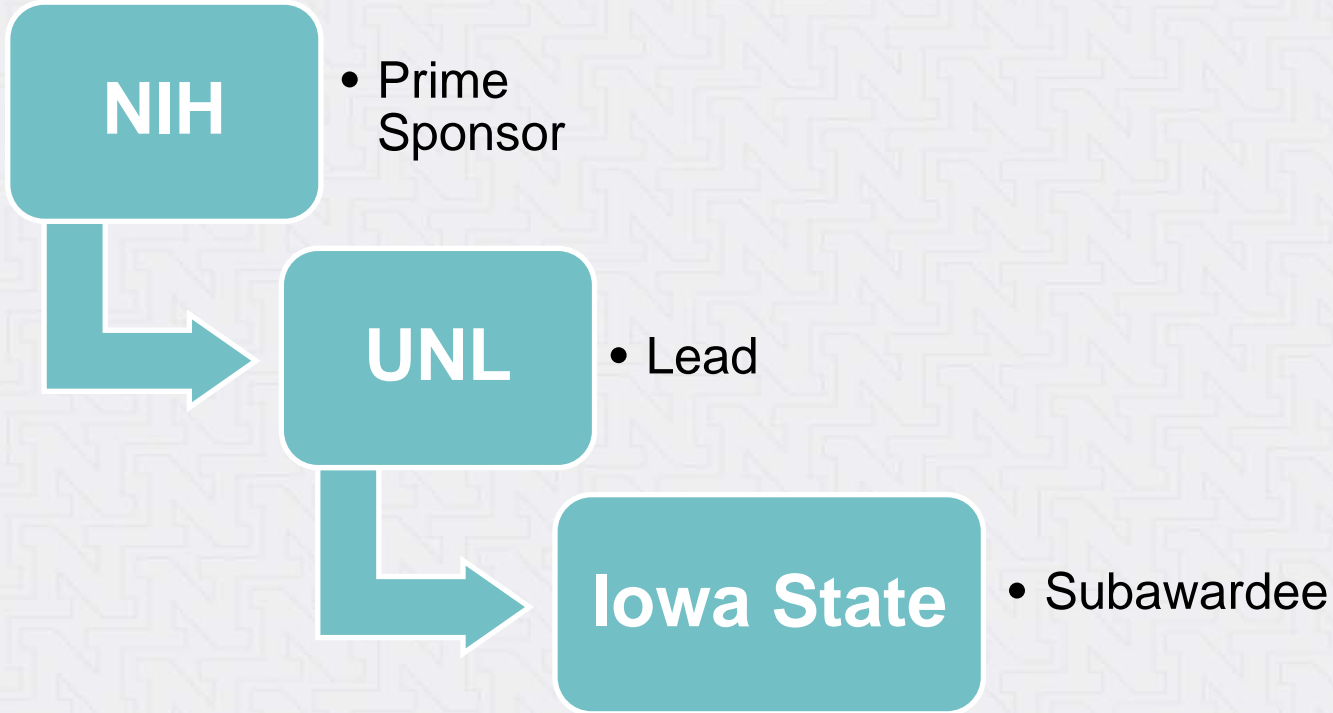 NIH
• Prime
Sponsor
UNL
• Lead
Iowa State
• Subawardee